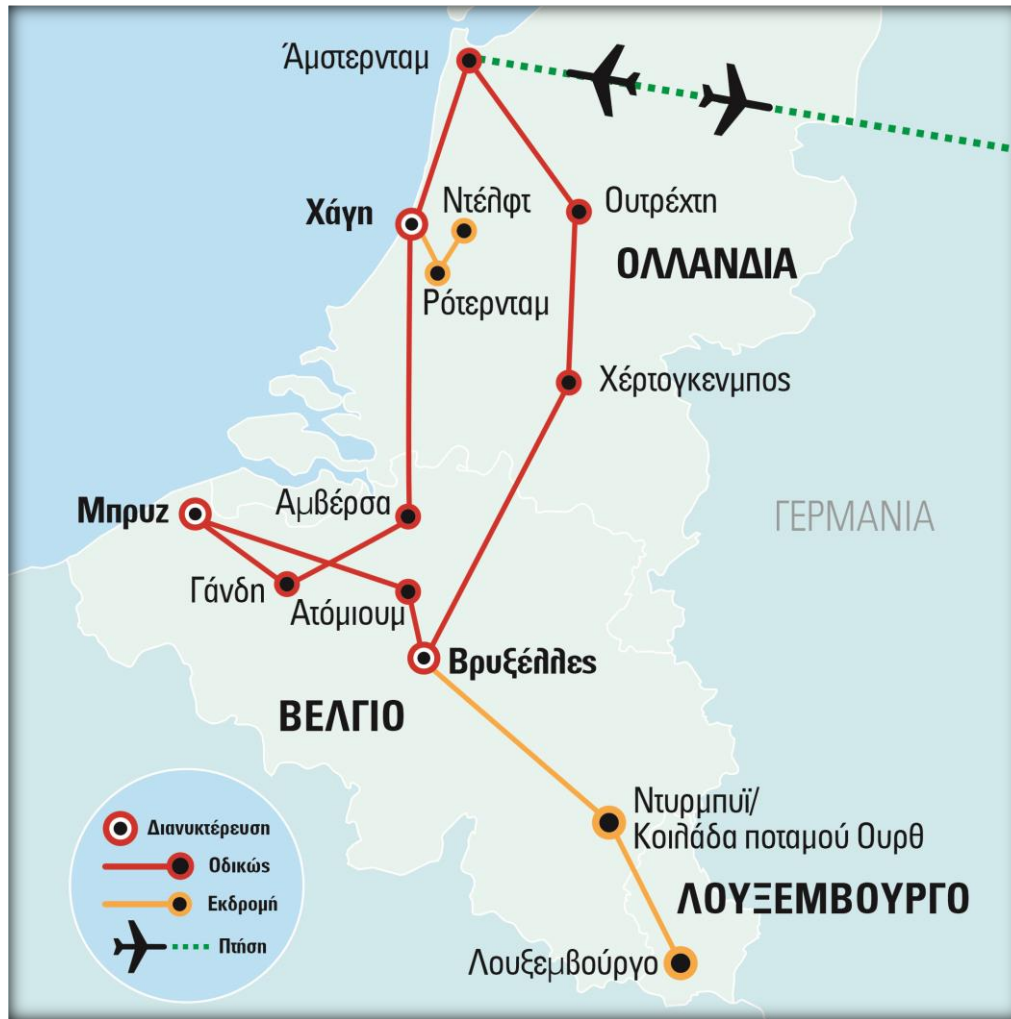 Άμστερνταμ
Ντέλφτ
Ουτρέχτη
Χάγη
ΟΛΛΑΝΔΙΑ
Ρότερνταμ
Χέρτογκενμπος
Αμβέρσα
Μπρυζ
ΓΕΡΜΑΝΙΑ
Γάνδη
Ατόμιουμ
Βρυξέλλες
ΒΕΛΓΙΟ
Ντυρμπυϊ/
Κοιλάδα ποταμού Ουρθ
ΛΟΥΞΕΜΒΟΥΡΓΟ
Λουξεμβούργο
Διανυκτέρευση
Οδικώς
Εκδρομή
Πτήση